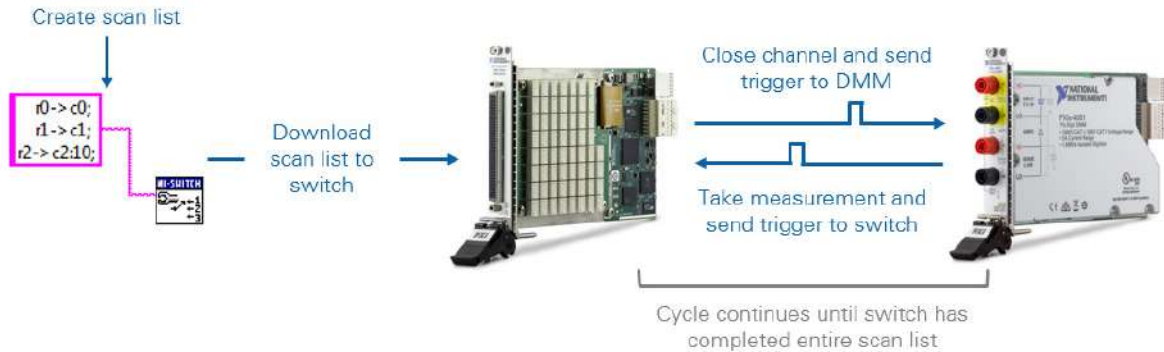 Create scan list
r0-> c0;
r1-> c1;
r2-> c2:10;
NI-SWITCH
Download
scan list to
switch
Close channel and send
trigger to DMM
Take measurement and
send trigger to switch
NATIONAL
INSTRUMENTS
Cycle continues until switch has
completed entire scan list